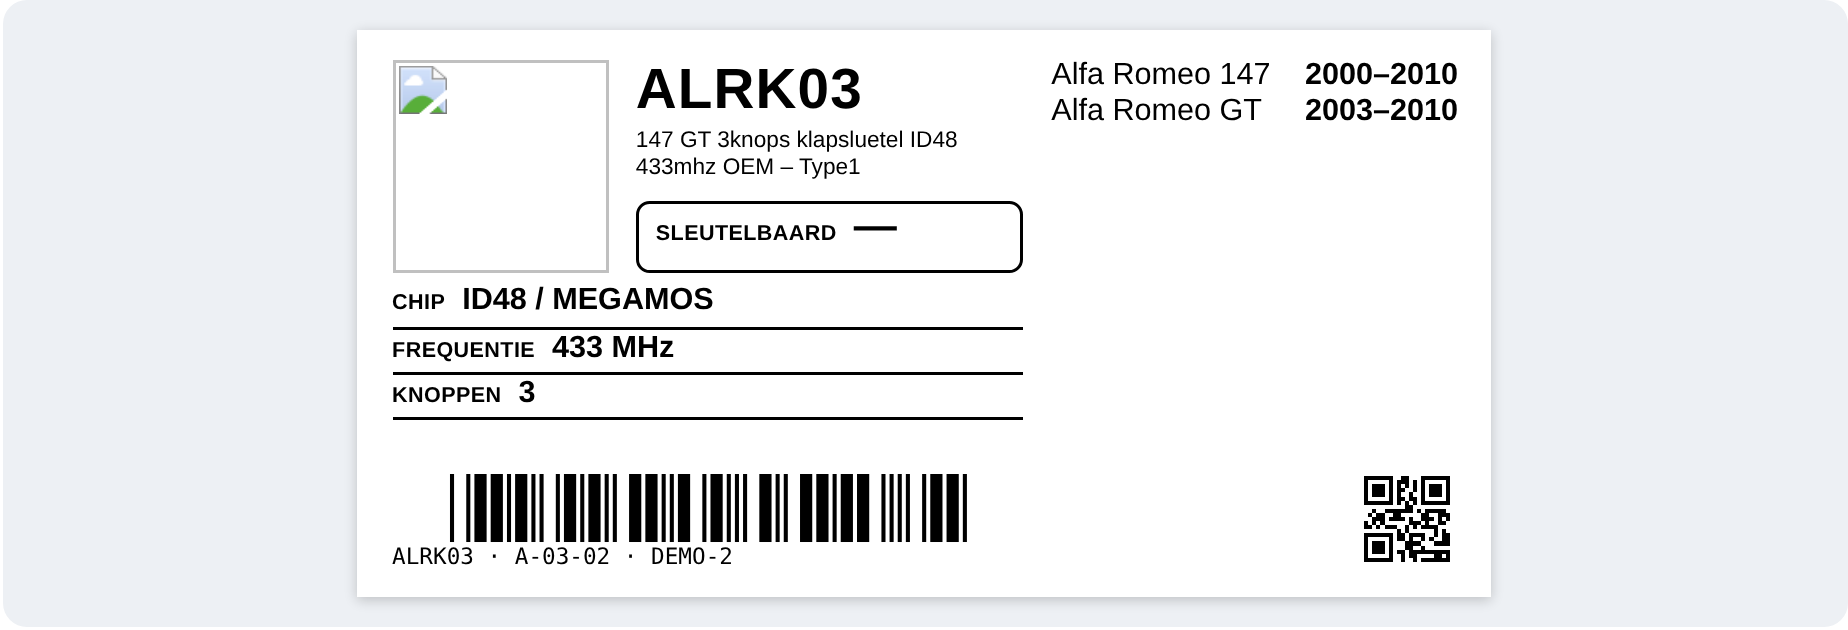 ALRK03
147 GT 3knops klapsluetel ID48
433mhz OEM – Type1
SLEUTELBAARD —
CHIP ID48 / MEGAMOS
FREQUENTIE 433 MHz
KNOPPEN 3
ALRK03 · A-03-02 · DEMO-2
Alfa Romeo 147 2000–2010
Alfa Romeo GT 2003–2010